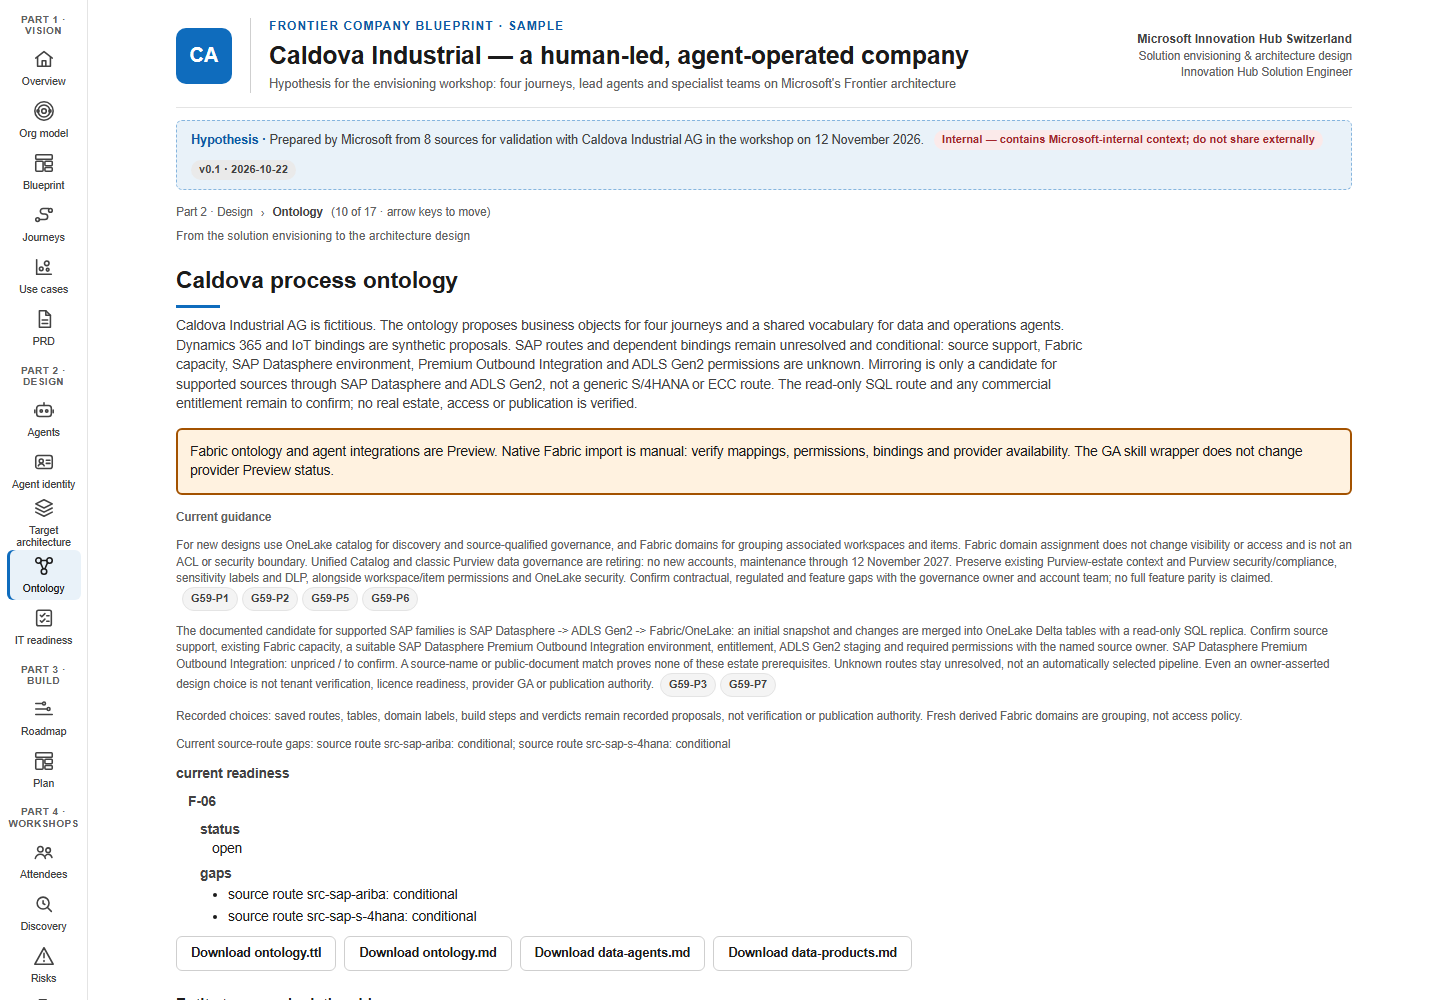 PART 1 ·
VISION
Overview
Org model
Blueprint
Journeys
Use cases
PRD
PART 2 ·
DESIGN
Agents
Agent identity
Target
architecture
Ontology
IT readiness
PART 3 ·
BUILD
Roadmap
Plan
PART 4 ·
WORKSHOPS
Attendees
Discovery
Risks
CA
FRONTIER COMPANY BLUEPRINT · SAMPLE
Caldova Industrial — a human-led, agent-operated company
Hypothesis for the envisioning workshop: four journeys, lead agents and specialist teams on Microsoft's Frontier architecture
Microsoft Innovation Hub Switzerland
Solution envisioning & architecture design
Innovation Hub Solution Engineer
Hypothesis · Prepared by Microsoft from 8 sources for validation with Caldova Industrial AG in the workshop on 12 November 2026. Internal — contains Microsoft-internal context; do not share externally
v0.1 · 2026-10-22
Part 2 · Design › Ontology (10 of 17 · arrow keys to move)
From the solution envisioning to the architecture design
Caldova process ontology
Caldova Industrial AG is fictitious. The ontology proposes business objects for four journeys and a shared vocabulary for data and operations agents.
Dynamics 365 and IoT bindings are synthetic proposals. SAP routes and dependent bindings remain unresolved and conditional: source support, Fabric
capacity, SAP Datasphere environment, Premium Outbound Integration and ADLS Gen2 permissions are unknown. Mirroring is only a candidate for
supported sources through SAP Datasphere and ADLS Gen2, not a generic S/4HANA or ECC route. The read-only SQL route and any commercial
entitlement remain to confirm; no real estate, access or publication is verified.
Fabric ontology and agent integrations are Preview. Native Fabric import is manual: verify mappings, permissions, bindings and provider availability. The GA skill wrapper does not change
provider Preview status.
Current guidance
For new designs use OneLake catalog for discovery and source-qualified governance, and Fabric domains for grouping associated workspaces and items. Fabric domain assignment does not change visibility or access and is not an
ACL or security boundary. Unified Catalog and classic Purview data governance are retiring: no new accounts, maintenance through 12 November 2027. Preserve existing Purview-estate context and Purview security/compliance,
sensitivity labels and DLP, alongside workspace/item permissions and OneLake security. Confirm contractual, regulated and feature gaps with the governance owner and account team; no full feature parity is claimed.
G59-P1 G59-P2 G59-P5 G59-P6
The documented candidate for supported SAP families is SAP Datasphere -> ADLS Gen2 -> Fabric/OneLake: an initial snapshot and changes are merged into OneLake Delta tables with a read-only SQL replica. Confirm source
support, existing Fabric capacity, a suitable SAP Datasphere Premium Outbound Integration environment, entitlement, ADLS Gen2 staging and required permissions with the named source owner. SAP Datasphere Premium
Outbound Integration: unpriced / to confirm. A source-name or public-document match proves none of these estate prerequisites. Unknown routes stay unresolved, not an automatically selected pipeline. Even an owner-asserted
design choice is not tenant verification, licence readiness, provider GA or publication authority. G59-P3 G59-P7
Recorded choices: saved routes, tables, domain labels, build steps and verdicts remain recorded proposals, not verification or publication authority. Fresh derived Fabric domains are grouping, not access policy.
Current source-route gaps: source route src-sap-ariba: conditional; source route src-sap-s-4hana: conditional
current readiness
F-06
status
open
gaps
• source route src-sap-ariba: conditional
• source route src-sap-s-4hana: conditional
Download ontology.ttl
Download ontology.md
Download data-agents.md
Download data-products.md